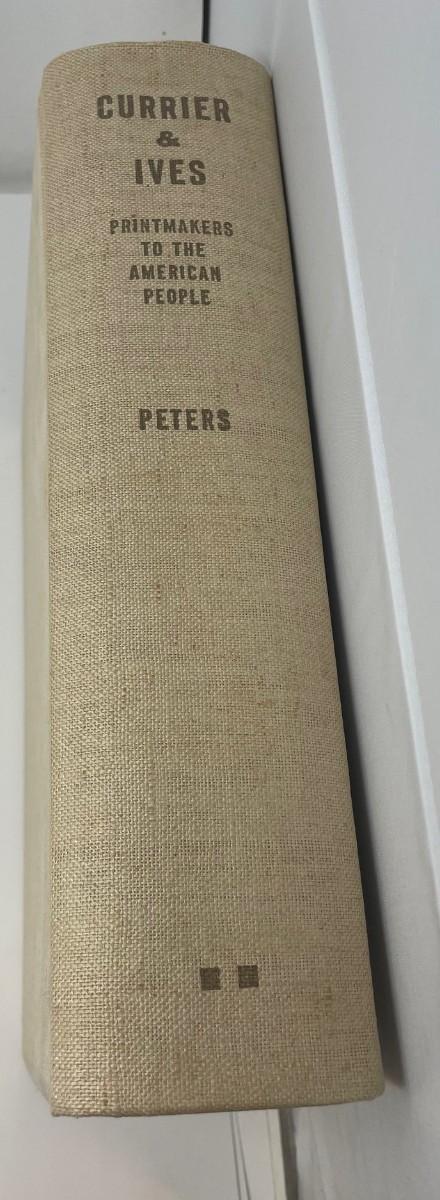 CURRIER
&
IVES
PRINTMAKERS
TO THE
AMERICAN
PEOPLE
PETERS